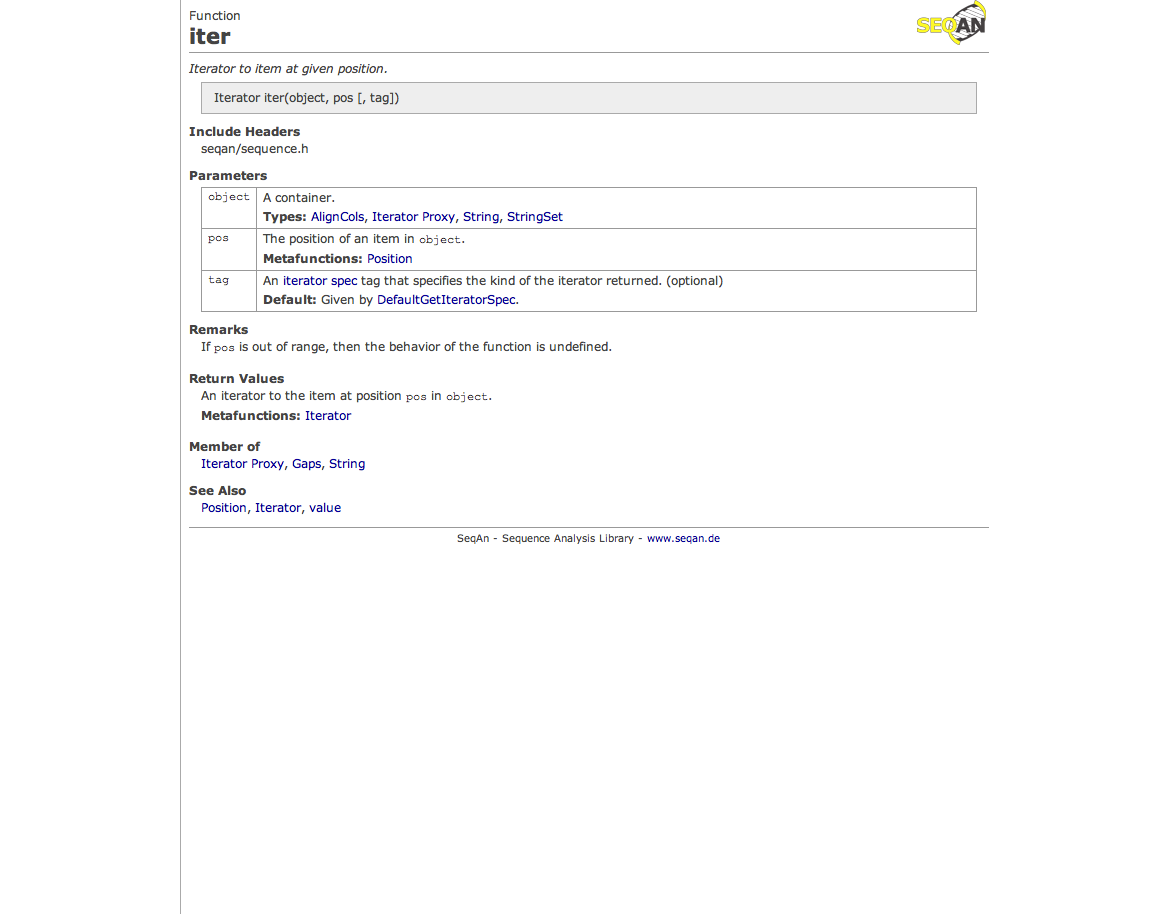 Function
iter
SEQAN
Iterator to item at given position.
Iterator iter(object, pos [, tag])
Include Headers
seqan/sequence.h
Parameters
object A container.
Types: AlignCols, Iterator Proxy, String, StringSet
pos The position of an item in object.
Metafunctions: Position
tag An iterator spec tag that specifies the kind of the iterator returned. (optional)
Default: Given by DefaultGetIteratorSpec.
Remarks
If pos is out of range, then the behavior of the function is undefined.
Return Values
An iterator to the item at position pos in object.
Metafunctions: Iterator
Member of
Iterator Proxy, Gaps, String
See Also
Position, Iterator, value
SeqAn - Sequence Analysis Library - www.seqan.de